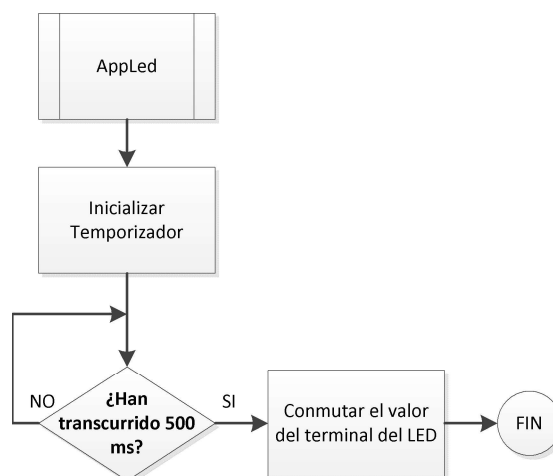 AppLed
Inicializar
Temporizador
¿Han
transcurrido 500
ms?
NO
SI
Conmutar el valor
del terminal del LED
FIN